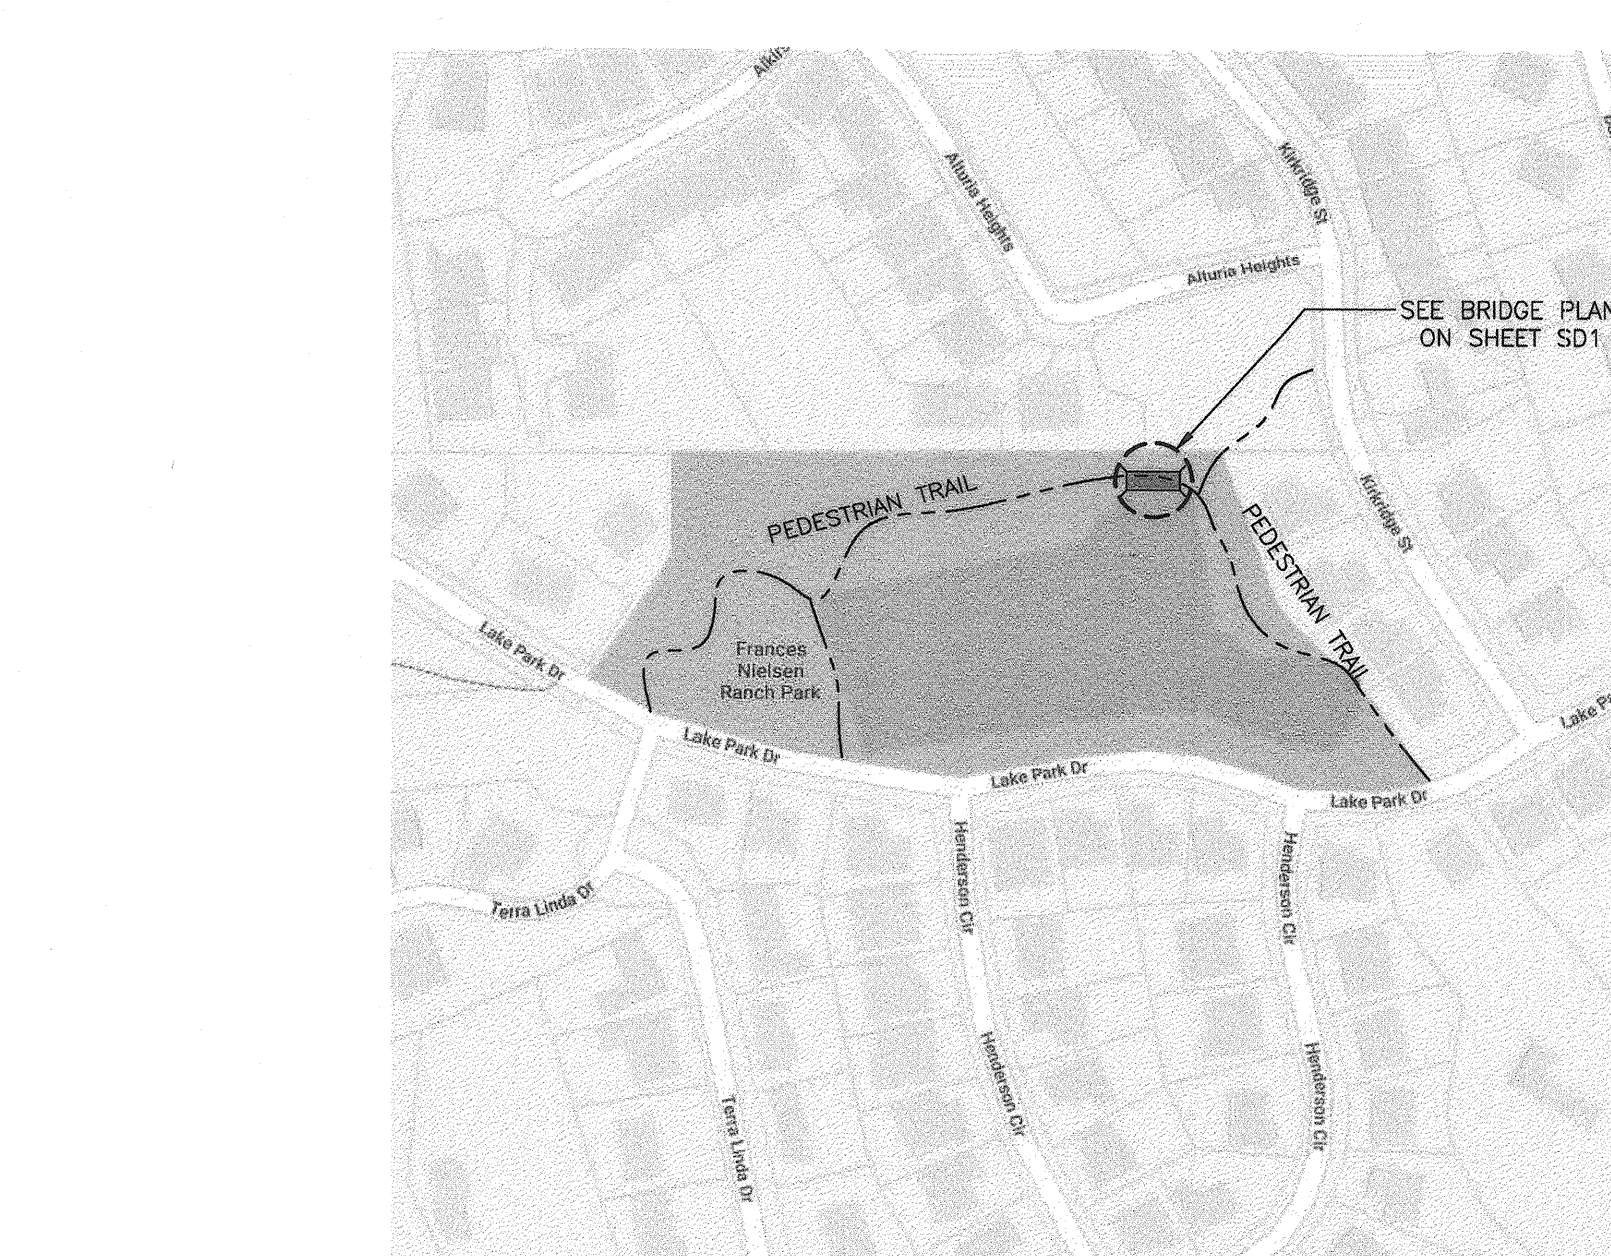 Alturia Heights
Kirkridge St
Alturia Heights
SEE BRIDGE PLAN
ON SHEET SD1
PEDESTRIAN TRAIL
PEDESTRIAN TRAIL
Kirkridge St
Lake Park Dr
Frances
Nielsen
Ranch Park
Lake Park Dr
Lake Park Dr
Lake Park Dr
Lake
Henderson Cir
Henderson Cir
Terra Linda Dr
Henderson Cir
Henderson Cir
Terra Linda Dr